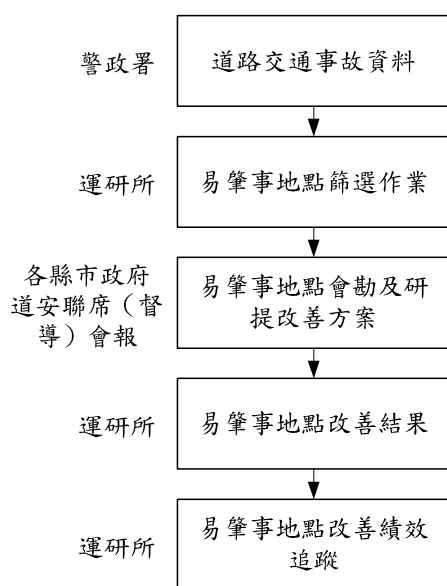 警政署
道路交通事故資料
運研所
易肇事地點篩選作業
各縣市政府
道安聯席（督
導）會報
易肇事地點會勘及研
提改善方案
運研所
易肇事地點改善結果
運研所
易肇事地點改善績效
追蹤